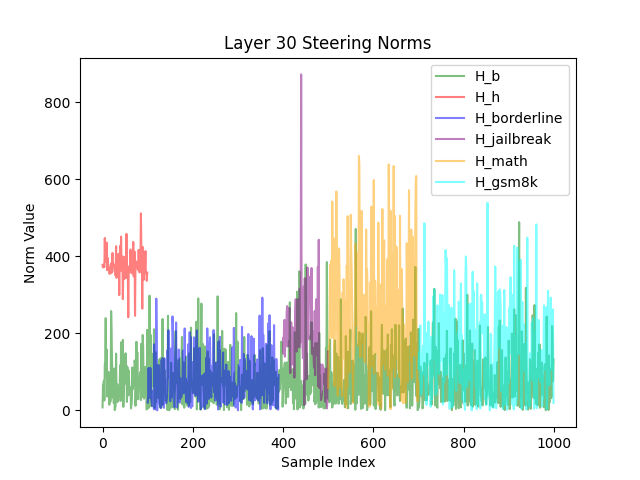 Layer 30 Steering Norms
Norm Value
800
600
400
200
0
0
200
400
600
800
1000
Sample Index
H_b
H_h
H_borderline
H_jailbreak
H_math
H_gsm8k